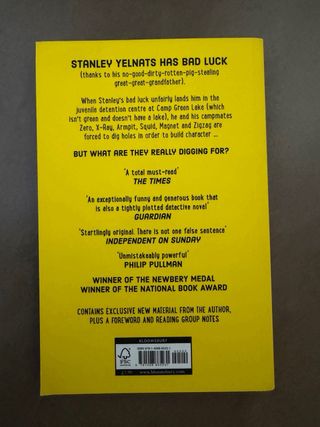 STANLEY YELNATS HAS BAD LUCK
(thanks to his no-good-dirty-rotten-pig-stealing
great-great-grandfather).
When Stanley's bad luck unfairly lands him in the
juvenile detention centre at Camp Green Lake (which
isn't green and doesn't have a lake), he and his campmates
Zero, X-Ray, Armpit, Squid, Magnet and Zigzag are
forced to dig holes in order to build character ...
BUT WHAT ARE THEY REALLY DIGGING FOR?
'A total must-read'
THE TIMES
'An exceptionally funny and generous book that
is also a tightly plotted detective novel'
GUARDIAN
'Startlingly original. There is not one false sentence'
INDEPENDENT ON SUNDAY
'Unmistakeably powerful'
PHILIP PULLMAN
WINNER OF THE NEWBERY MEDAL
WINNER OF THE NATIONAL BOOK AWARD
CONTAINS EXCLUSIVE NEW MATERIAL FROM THE AUTHOR,
PLUS A FOREWORD AND READING GROUP NOTES
BLOOMSBURY
FSC
www.bloomsbury.com